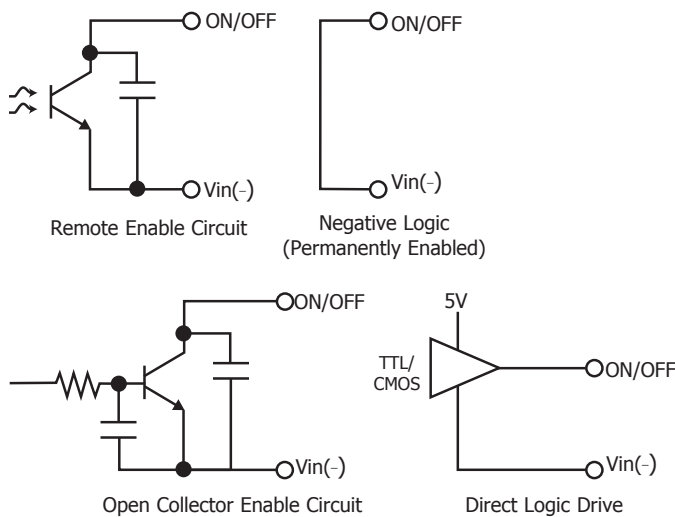 ON/OFF
Vin(-)
Remote Enable Circuit
ON/OFF
Vin(-)
Negative Logic
(Permanently Enabled)
ON/OFF
Vin(-)
Open Collector Enable Circuit
5V
TTL/
CMOS
ON/OFF
Vin(-)
Direct Logic Drive